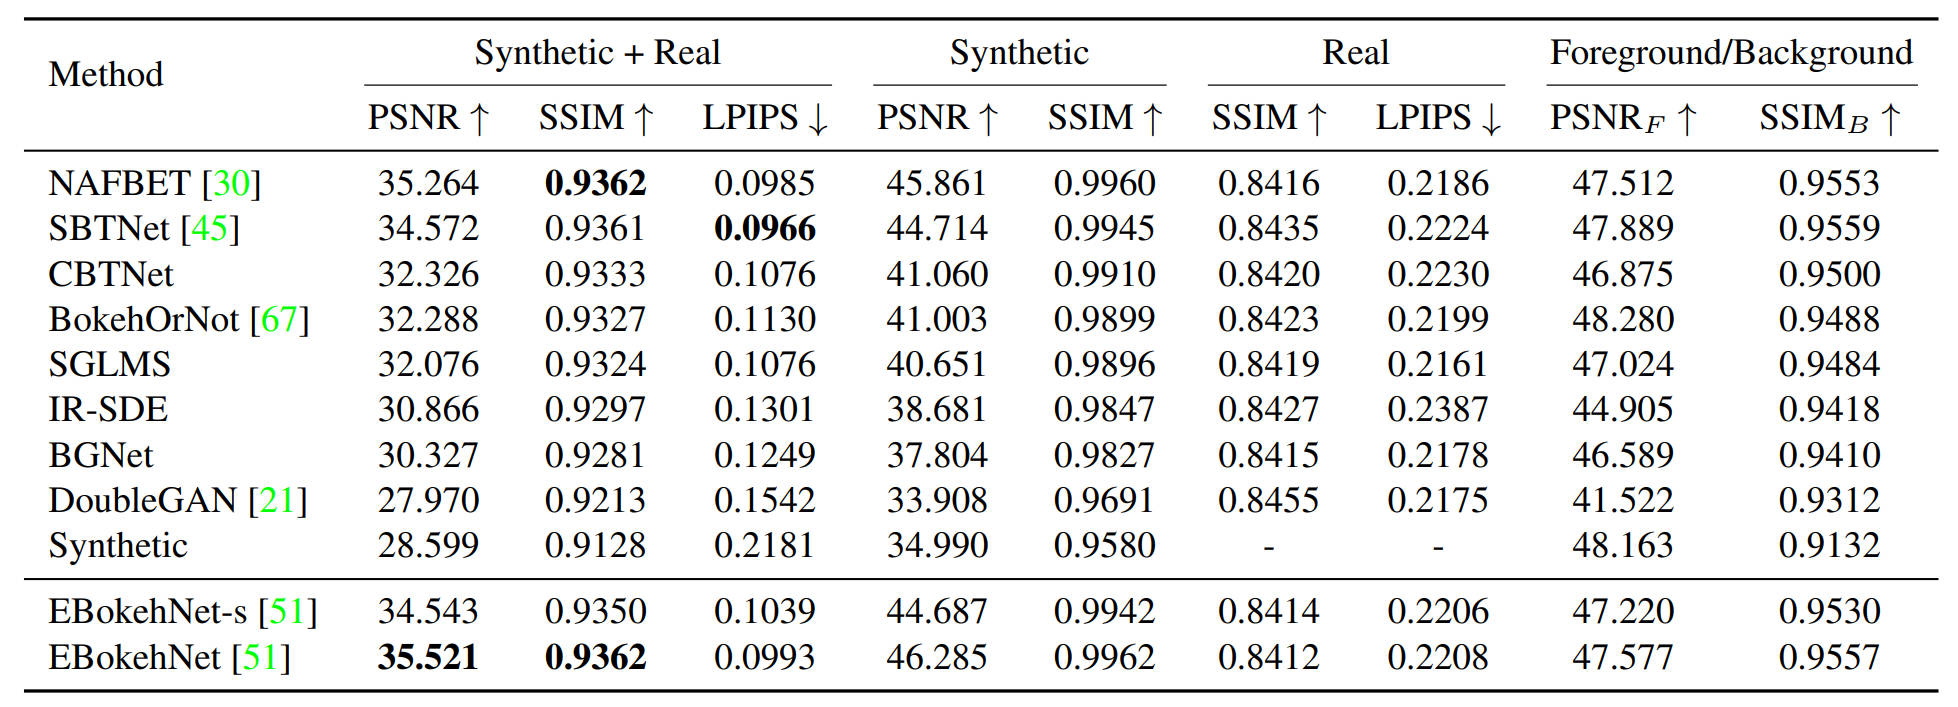 Method Synthetic + Real Synthetic Real Foreground/Background
PSNR ↑ SSIM ↑ LPIPS ↓ PSNR ↑ SSIM ↑ SSIM ↑ LPIPS ↓ PSNR_F ↑ SSIM_B ↑
NAFBET [30] 35.264 0.9362 0.0985 45.861 0.9960 0.8416 0.2186 47.512 0.9553
SBTNet [45] 34.572 0.9361 0.0966 44.714 0.9945 0.8435 0.2224 47.889 0.9559
CBTNet 32.326 0.9333 0.1076 41.060 0.9910 0.8420 0.2230 46.875 0.9500
BokehOrNot [67] 32.288 0.9327 0.1130 41.003 0.9899 0.8423 0.2199 48.280 0.9488
SGLMS 32.076 0.9324 0.1076 40.651 0.9896 0.8419 0.2161 47.024 0.9484
IR-SDE 30.866 0.9297 0.1301 38.681 0.9847 0.8427 0.2387 44.905 0.9418
BGNet 30.327 0.9281 0.1249 37.804 0.9827 0.8415 0.2178 46.589 0.9410
DoubleGAN [21] 27.970 0.9213 0.1542 33.908 0.9691 0.8455 0.2175 41.522 0.9312
Synthetic 28.599 0.9128 0.2181 34.990 0.9580 - - 48.163 0.9132
EBokehNet-s [51] 34.543 0.9350 0.1039 44.687 0.9942 0.8414 0.2206 47.220 0.9530
EBokehNet [51] 35.521 0.9362 0.0993 46.285 0.9962 0.8412 0.2208 47.577 0.9557